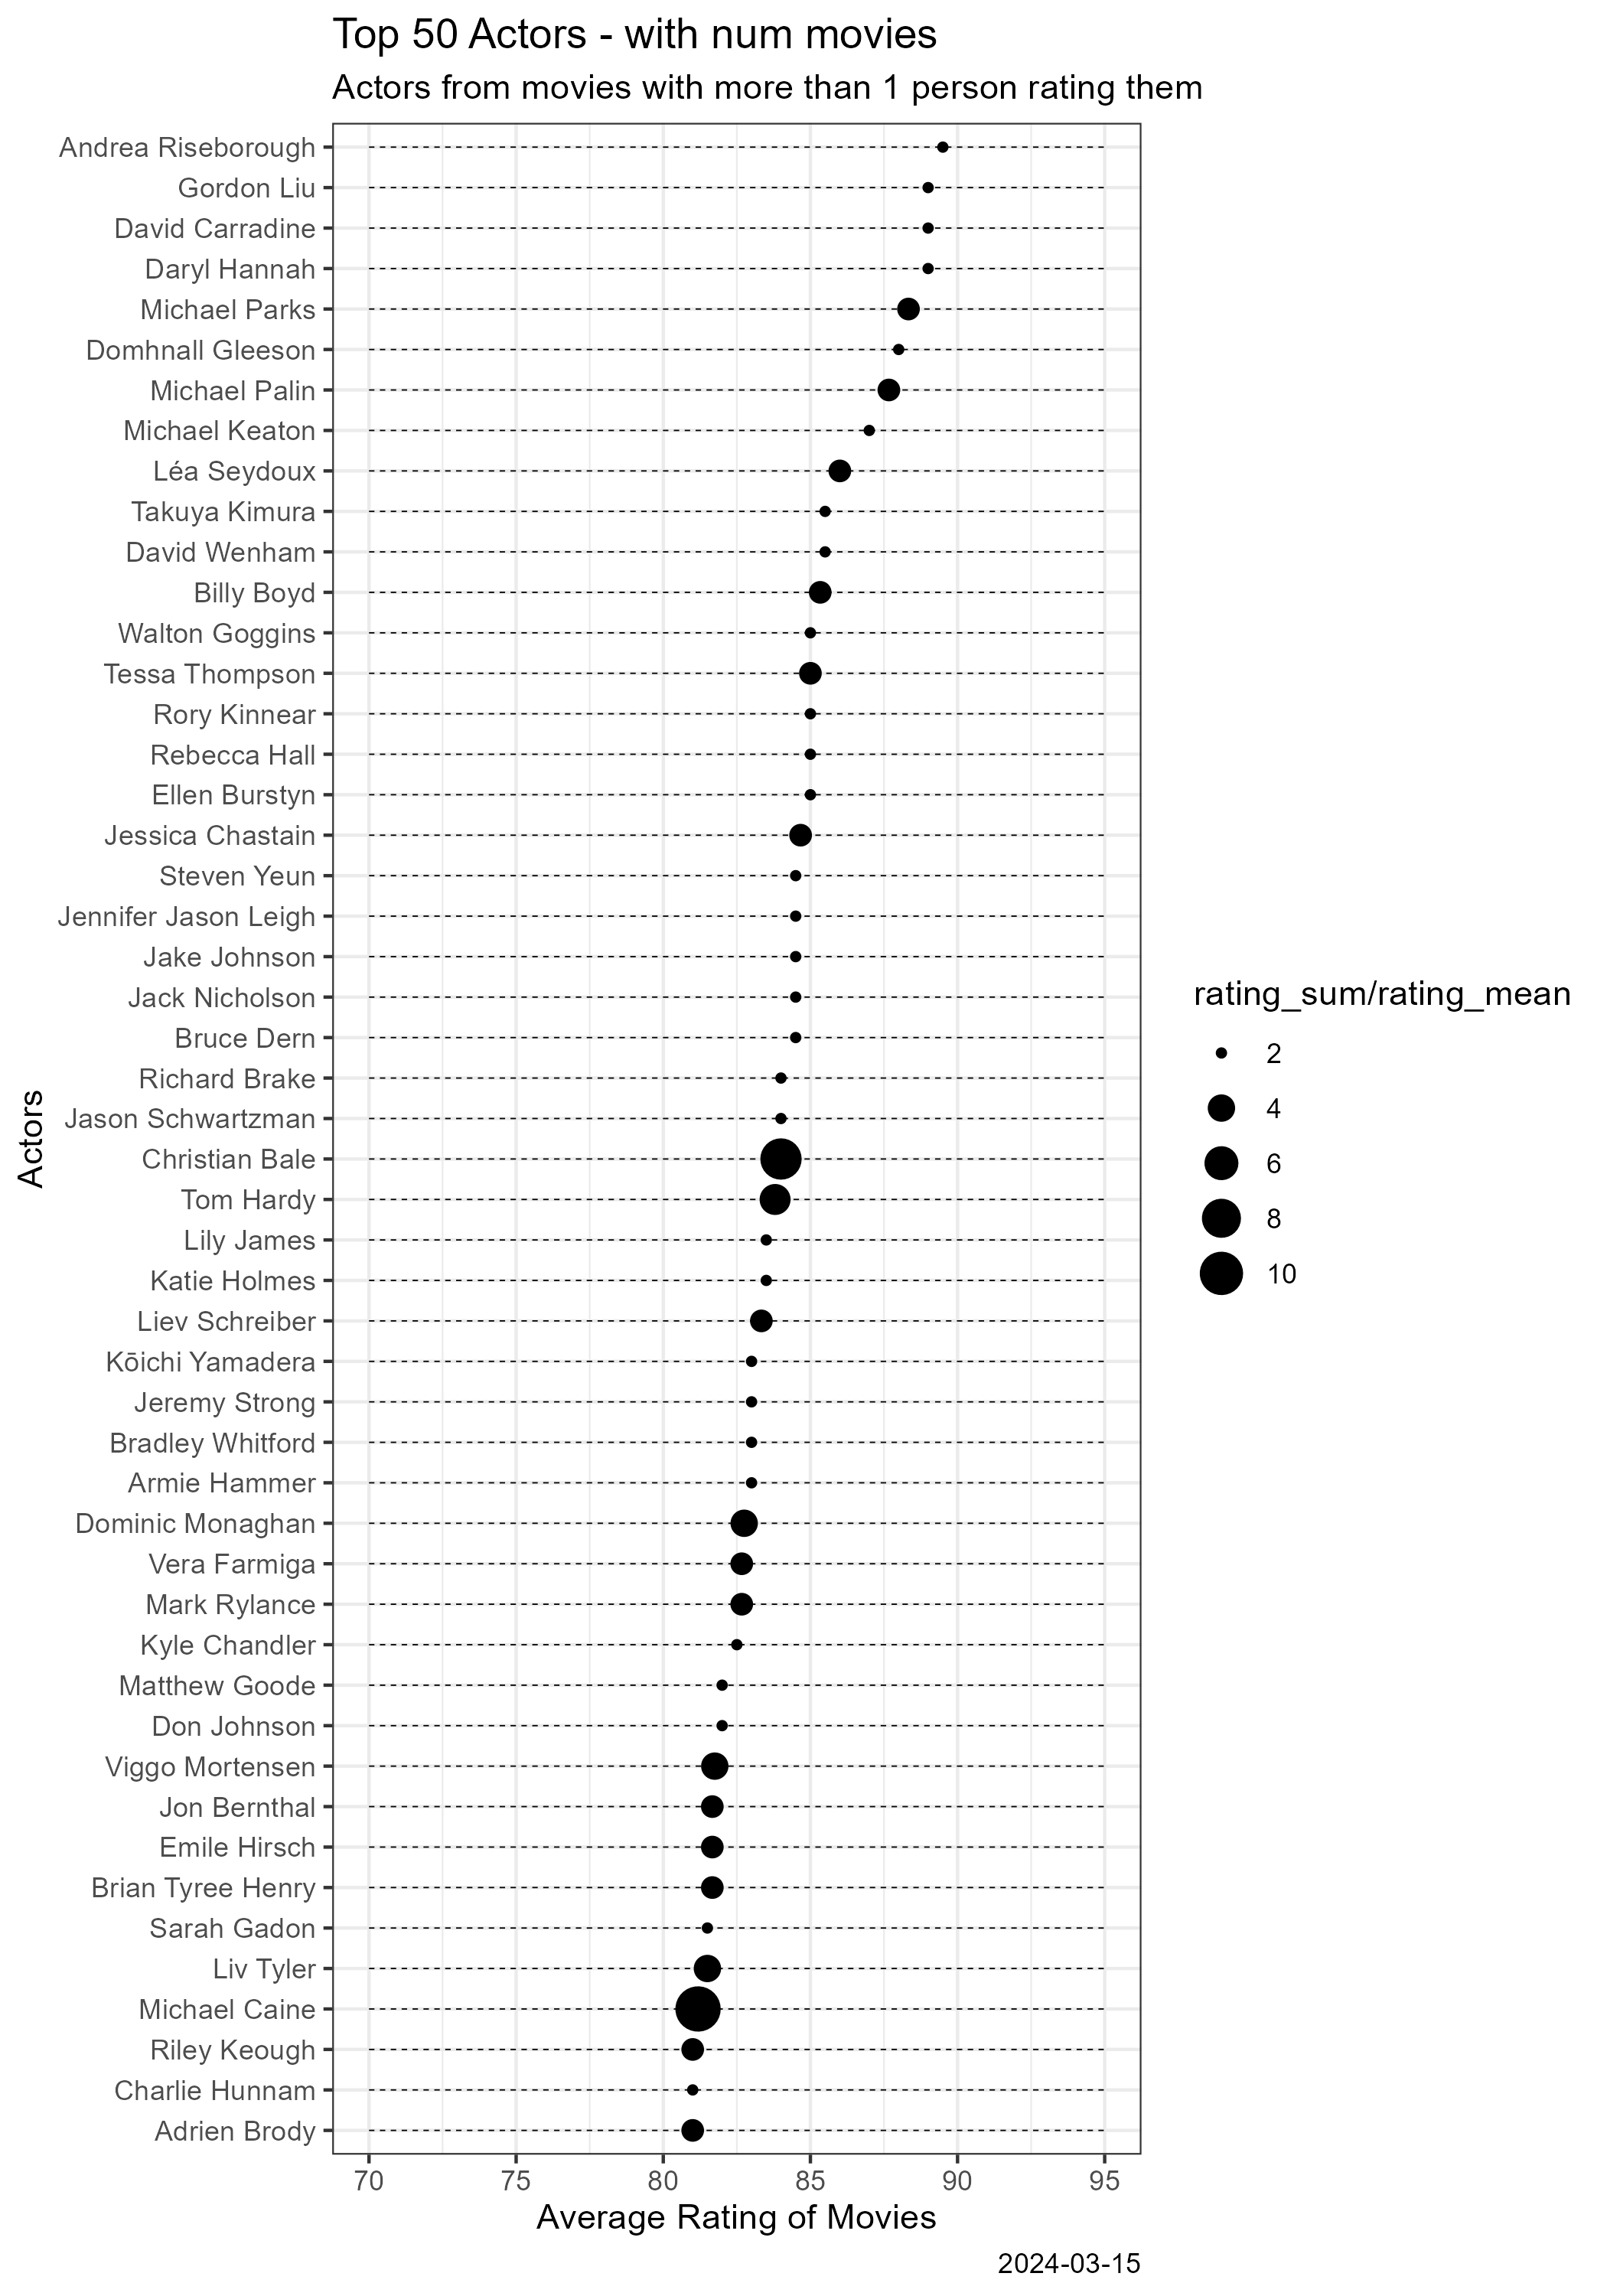 Top 50 Actors - with num movies
Actors from movies with more than 1 person rating them
Andrea Riseborough
Gordon Liu
David Carradine
Daryl Hannah
Michael Parks
Domhnall Gleeson
Michael Palin
Michael Keaton
Léa Seydoux
Takuya Kimura
David Wenham
Billy Boyd
Walton Goggins
Tessa Thompson
Rory Kinnear
Rebecca Hall
Ellen Burstyn
Jessica Chastain
Steven Yeun
Jennifer Jason Leigh
Jake Johnson
Jack Nicholson
Bruce Dern
Richard Brake
Jason Schwartzman
Christian Bale
Tom Hardy
Lily James
Katie Holmes
Liev Schreiber
Kōichi Yamadera
Jeremy Strong
Bradley Whitford
Armie Hammer
Dominic Monaghan
Vera Farmiga
Mark Rylance
Kyle Chandler
Matthew Goode
Don Johnson
Viggo Mortensen
Jon Bernthal
Emile Hirsch
Brian Tyree Henry
Sarah Gadon
Liv Tyler
Michael Caine
Riley Keough
Charlie Hunnam
Adrien Brody
Actors
70 75 80 85 90 95
Average Rating of Movies
rating_sum/rating_mean
2
4
6
8
10
2024-03-15